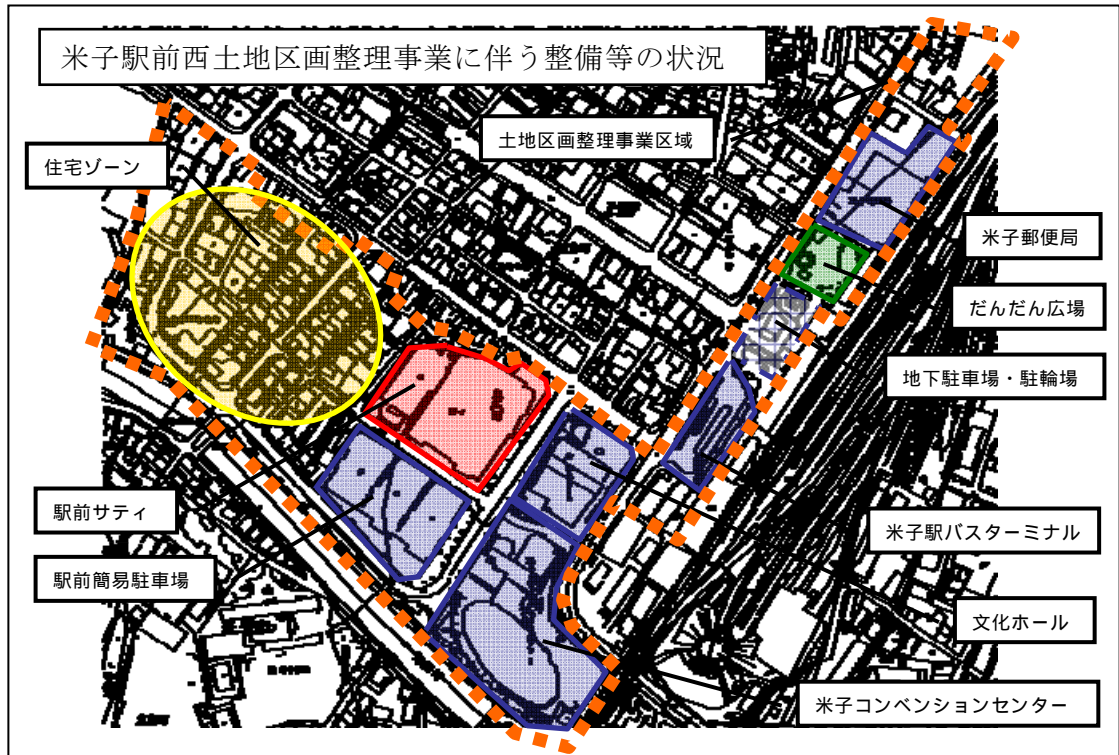 米子駅前西土地区画整理事業に伴う整備等の状況
土地区画整理事業区域
住宅ゾーン
米子郵便局
だんだん広場
地下駐車場・駐輪場
駅前サティ
米子駅バスターミナル
駅前簡易駐車場
文化ホール
米子コンベンションセンター